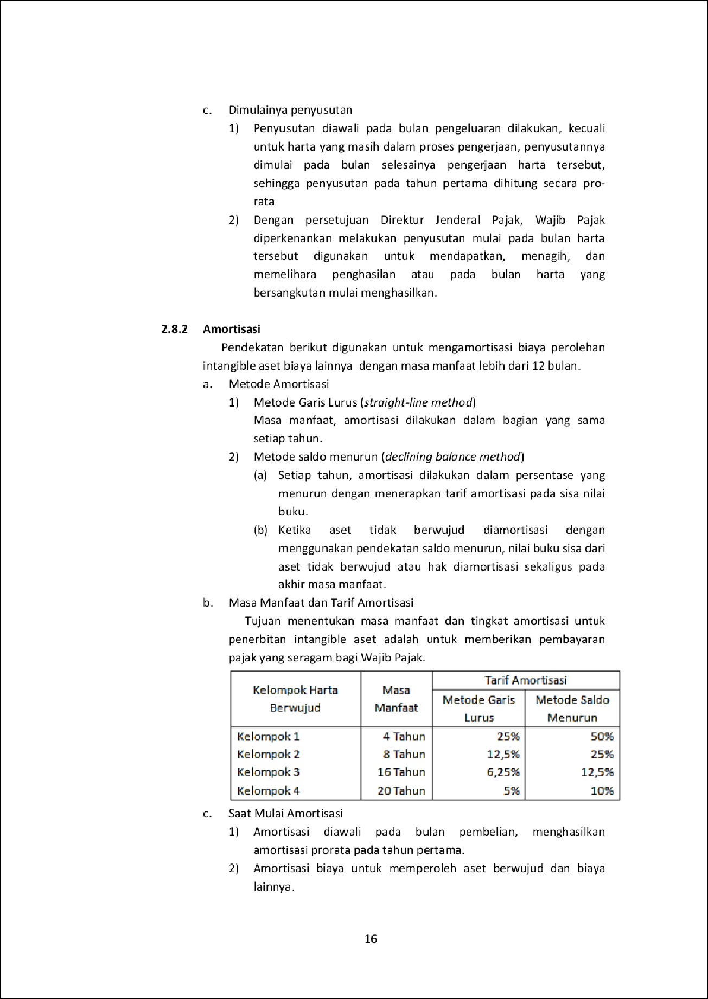 c. Dimulainya penyusutan
1) Penyusutan diawali pada bulan pengeluaran dilakukan, kecuali
untuk harta yang masih dalam proses pengerjaan, penyusutannya
dimulai pada bulan selesainya pengerjaan harta tersebut,
sehingga penyusutan pada tahun pertama dihitung secara pro-
rata
2) Dengan persetujuan Direktur Jenderal Pajak, Wajib Pajak
diperkenankan melakukan penyusutan mulai pada bulan harta
tersebut digunakan untuk mendapatkan, menagih, dan
memelihara penghasilan atau pada bulan harta yang
bersangkutan mulai menghasilkan.
2.8.2 Amortisasi
Pendekatan berikut digunakan untuk mengamortisasi biaya perolehan
intangible aset biaya lainnya dengan masa manfaat lebih dari 12 bulan.
a. Metode Amortisasi
1) Metode Garis Lurus (straight-line method)
Masa manfaat, amortisasi dilakukan dalam bagian yang sama
setiap tahun.
2) Metode saldo menurun (declining balance method)
(a) Setiap tahun, amortisasi dilakukan dalam persentase yang
menurun dengan menerapkan tarif amortisasi pada sisa nilai
buku.
(b) Ketika aset tidak berwujud diamortisasi dengan
menggunakan pendekatan saldo menurun, nilai buku sisa dari
aset tidak berwujud atau hak diamortisasi sekaligus pada
akhir masa manfaat.
b. Masa Manfaat dan Tarif Amortisasi
Tujuan menentukan masa manfaat dan tingkat amortisasi untuk
penerbitan intangible aset adalah untuk memberikan pembayaran
pajak yang seragam bagi Wajib Pajak.
Kelompok Harta
Berwujud
Masa
Manfaat
Tarif Amortisasi
Metode Garis
Lurus
Metode Saldo
Menurun
Kelompok 1 4 Tahun 25% 50%
Kelompok 2 8 Tahun 12,5% 25%
Kelompok 3 16 Tahun 6,25% 12,5%
Kelompok 4 20 Tahun 5% 10%
c. Saat Mulai Amortisasi
1) Amortisasi diawali pada bulan pembelian, menghasilkan
amortisasi prorata pada tahun pertama.
2) Amortisasi biaya untuk memperoleh aset berwujud dan biaya
lainnya.
16